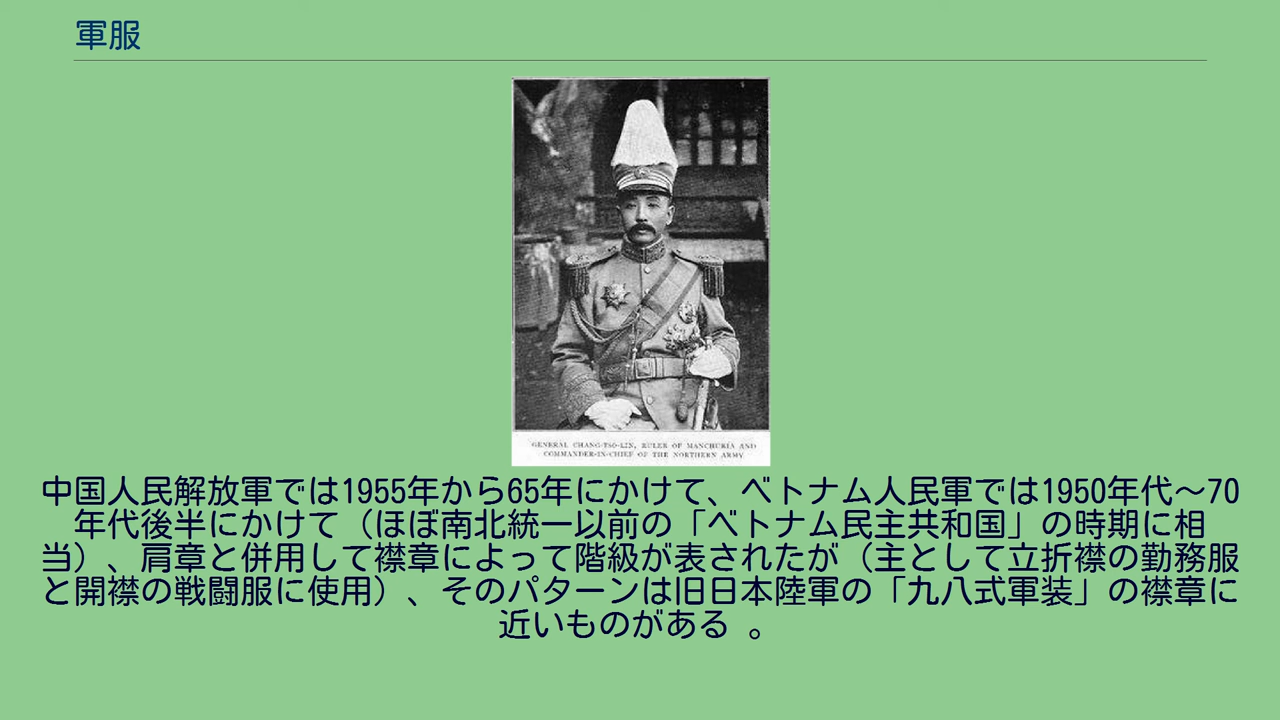 軍服
GENERAL CHANG-TSO-LIN, RULER OF MANCHURIA AND
COMMANDER-IN-CHIEF OF THE NORTHERN ARMY
中国人民解放軍では1955年から65年にかけて、ベトナム人民軍では1950年代～70
年代後半にかけて（ほぼ南北統一以前の「ベトナム民主共和国」の時期に相
当）、肩章と併用して襟章によって階級が表されたが（主として立折襟の勤務服
と開襟の戦闘服に使用）、そのパターンは旧日本陸軍の「九八式軍装」の襟章に
近いものがある 。